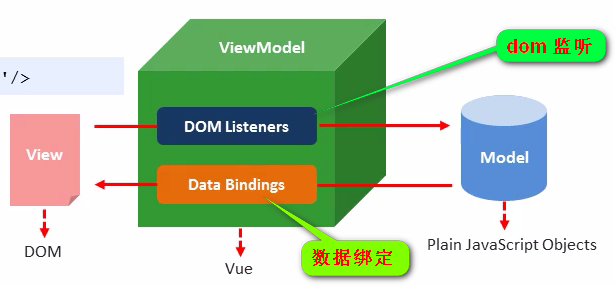 ViewModel
dom 监听
'/>
DOM Listeners
View
Model
Data Bindings
DOM
Vue
数据绑定
Plain JavaScript Objects